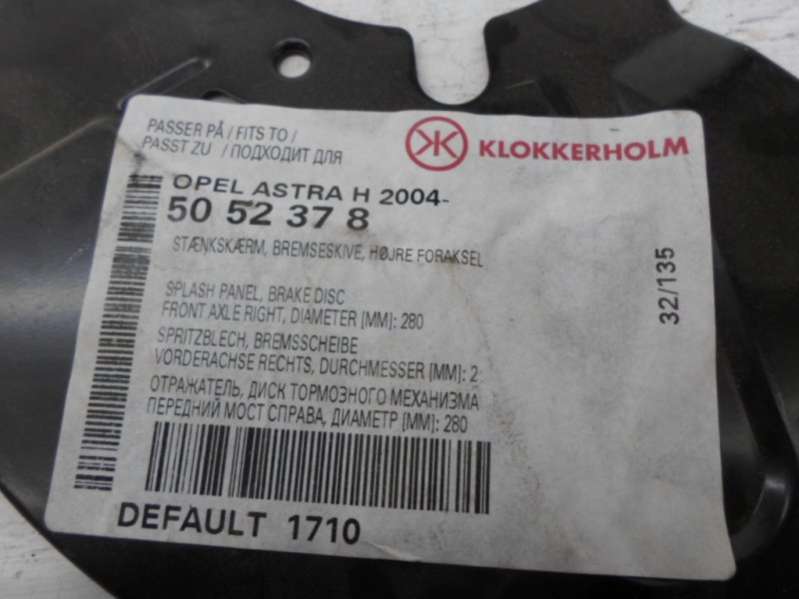 PASSER PÅ / FITS TO /
PASST ZU / ПОДХОДИТ ДЛЯ
KLOKKERHOLM
OPEL ASTRA H 2004-
50 52 37 8
STÆNKSKÆRM, BREMSESKIVE, HØJRE FORAKSEL
SPLASH PANEL, BRAKE DISC
FRONT AXLE RIGHT, DIAMETER [MM]: 280
SPRITZBLECH, BREMSSCHEIBE
VORDERACHSE RECHTS, DURCHMESSER [MM]: 2
ОТРАЖАТЕЛЬ, ДИСК ТОРМОЗНОГО МЕХАНИЗМА
ПЕРЕДНИЙ МОСТ СПРАВА, ДИАМЕТР [MM]: 280
32/135
DEFAULT 1710